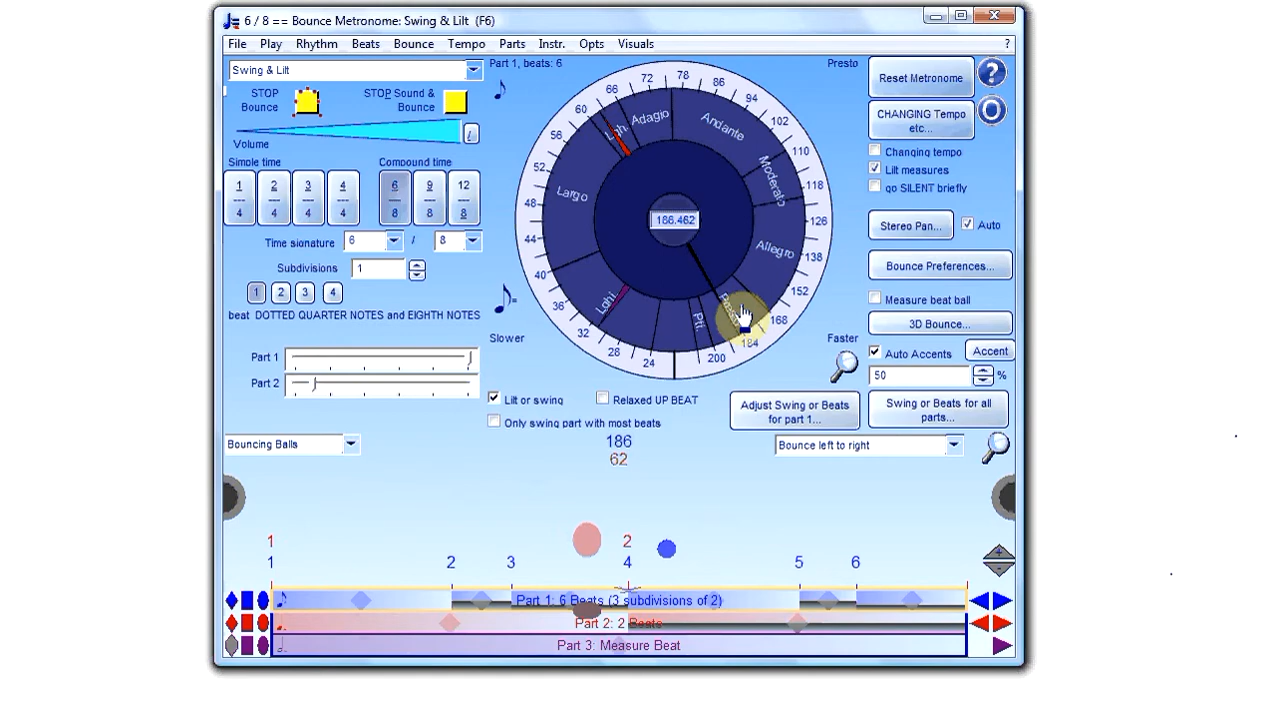 6 / 8 == Bounce Metronome: Swing & Lilt (F6)
File Play Rhythm Beats Bounce Tempo Parts Instr. Opts Visuals ?
Swing & Lilt
Part 1, beats: 6
Presto
Reset Metronome
?
STOP Bounce
STOP Sound & Bounce
CHANGING Tempo etc...
O
Volume
Changing tempo
Lilt measures
go SILENT briefly
Simple time
Compound time
1/4 2/4 3/4 4/4 6/8 9/8 12/8
Stereo Pan...
Auto
Time signature 6 / 8
Subdivisions 1
1 2 3 4
beat DOTTED QUARTER NOTES and EIGHTH NOTES
Bounce Preferences...
Measure beat ball
3D Bounce...
24 28 32 36 40 44 48 52 56 60 66 72 78 86 94 102 110 118 126 138 152 168 184 200
Lghi Largo Adagio Andante Moderato Allegro
186.462
Slower
Faster
Part 1
Part 2
Auto Accents
Accent
50 %
Lilt or swing
Relaxed UP BEAT
Only swing part with most beats
Adjust Swing or Beats for part 1...
Swing or Beats for all parts...
Bouncing Balls
186
62
Bounce left to right
1 2
1 2 3 4 5 6
Part 1: 6 Beats (3 subdivisions of 2)
Part 2: 2 Beats
Part 3: Measure Beat